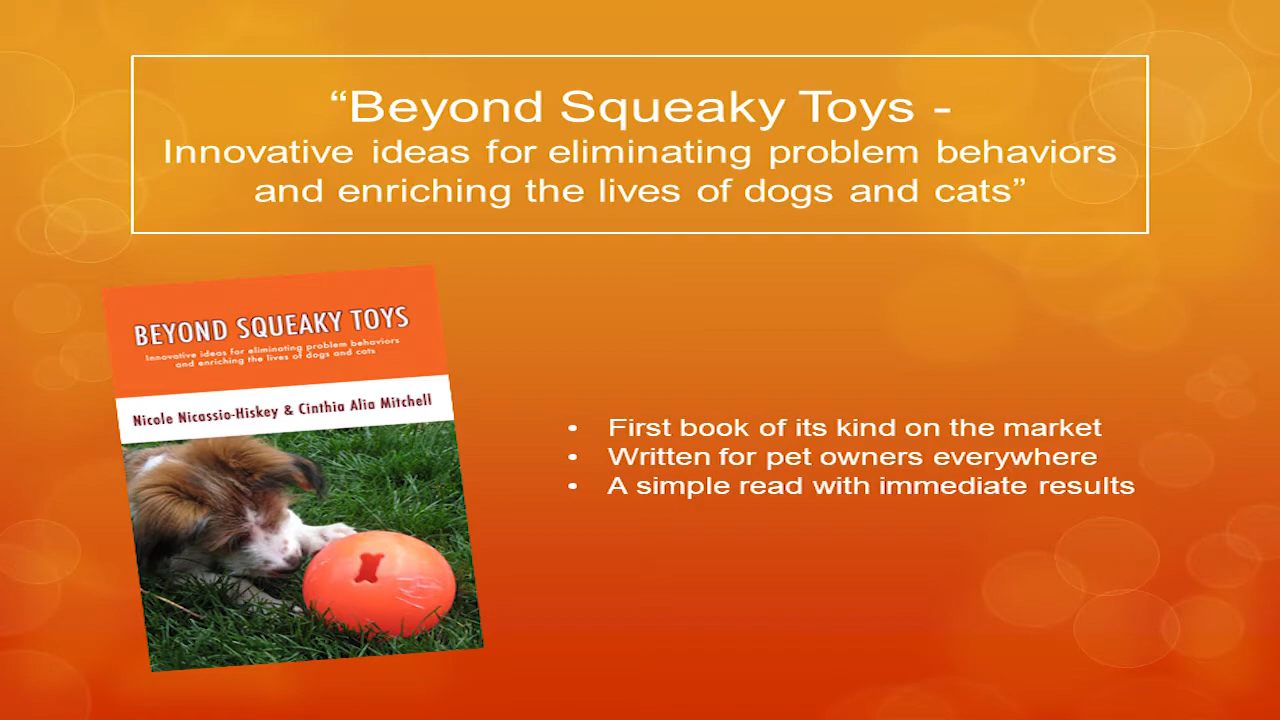 “Beyond Squeaky Toys -
Innovative ideas for eliminating problem behaviors
and enriching the lives of dogs and cats”
BEYOND SQUEAKY TOYS
Innovative ideas for eliminating problem behaviors
and enriching the lives of dogs and cats
Nicole Nicassio-Hiskey & Cinthia Alia Mitchell
• First book of its kind on the market
• Written for pet owners everywhere
• A simple read with immediate results